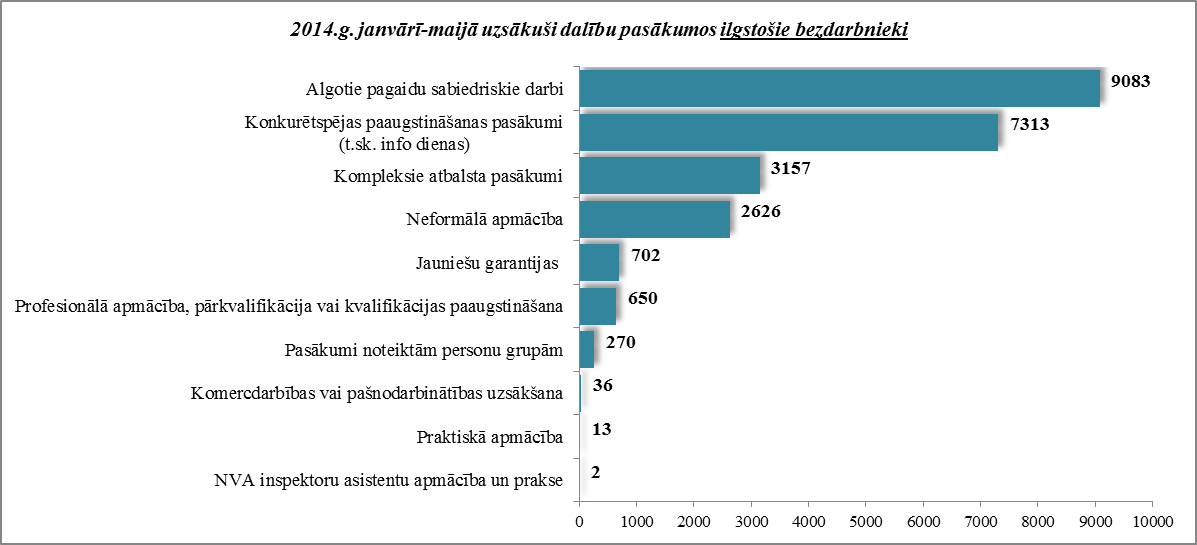 2014.g. janvārī-maijā uzsākuši dalību pasākumos ilgstošie bezdarbnieki
Algotie pagaidu sabiedriskie darbi
9083
Konkurētspējas paaugstināšanas pasākumi
(t.sk. info dienas)
7313
Kompleksie atbalsta pasākumi
3157
Neformālā apmācība
2626
Jauniešu garantijas
702
Profesionālā apmācība, pārkvalifikācija vai kvalifikācijas paaugstināšana
650
Pasākumi noteiktām personu grupām
270
Komercdarbības vai pašnodarbinātības uzsākšana
36
Praktiskā apmācība
13
NVA inspektoru asistentu apmācība un prakse
2
0 1000 2000 3000 4000 5000 6000 7000 8000 9000 10000